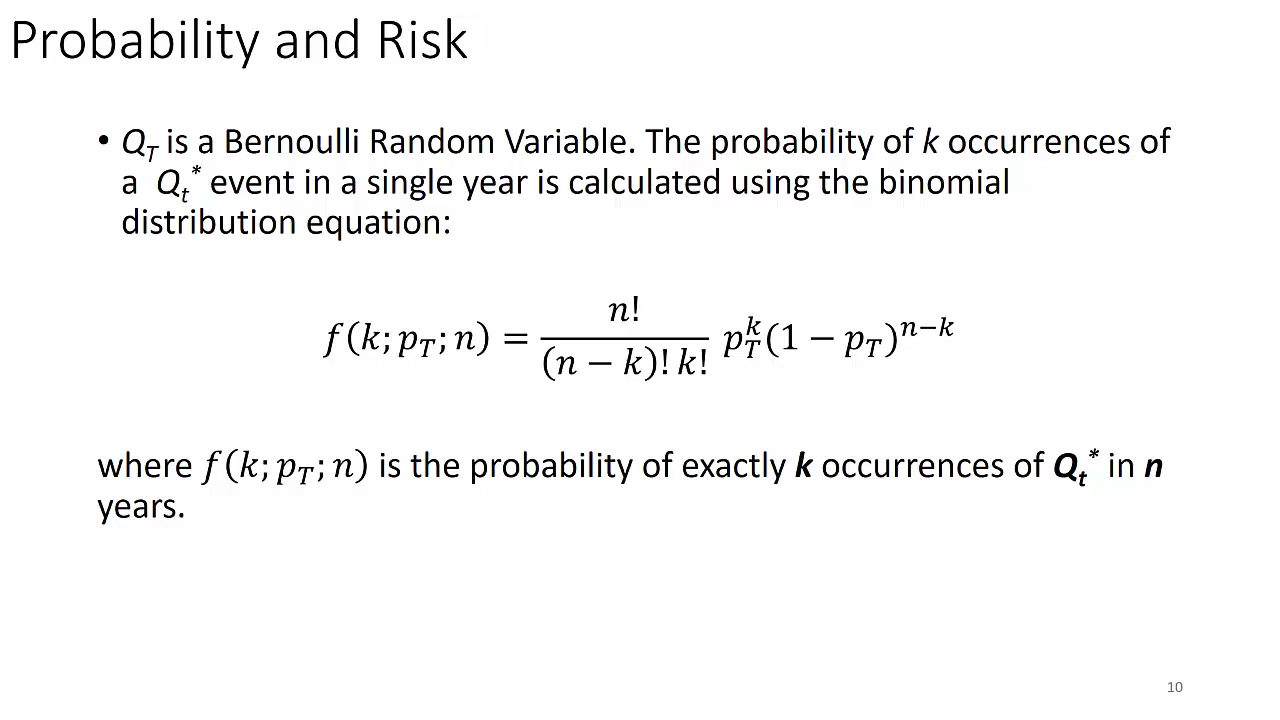 Probability and Risk
• Q_T is a Bernoulli Random Variable. The probability of k occurrences of
a Q_t^* event in a single year is calculated using the binomial
distribution equation:
f(k; p_T; n) = \frac{n!}{(n − k)! k!} p_T^k (1 − p_T)^{n−k}
where f(k; p_T; n) is the probability of exactly k occurrences of Q_t^* in n
years.
10